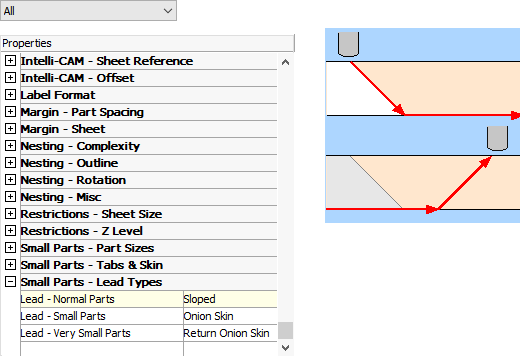 All
Properties
Intelli-CAM - Sheet Reference
Intelli-CAM - Offset
Label Format
Margin - Part Spacing
Margin - Sheet
Nesting - Complexity
Nesting - Outline
Nesting - Rotation
Nesting - Misc
Restrictions - Sheet Size
Restrictions - Z Level
Small Parts - Part Sizes
Small Parts - Tabs & Skin
Small Parts - Lead Types
Lead - Normal Parts Sloped
Lead - Small Parts Onion Skin
Lead - Very Small Parts Return Onion Skin